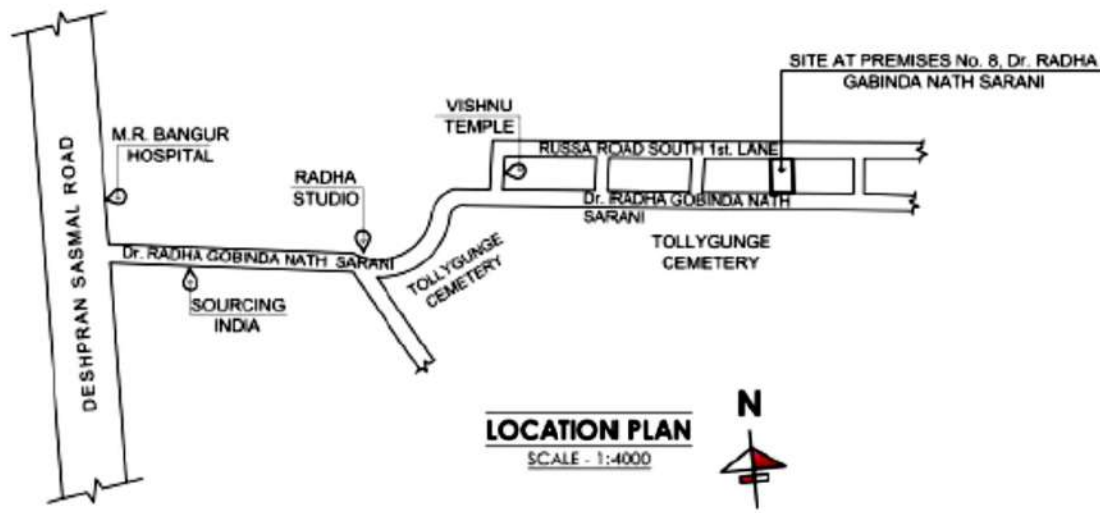 SITE AT PREMISES No. 8, Dr. RADHA
GABINDA NATH SARANI
VISHNU
TEMPLE
M.R. BANGUR
HOSPITAL
RUSSA ROAD SOUTH 1st. LANE
RADHA
STUDIO
Dr. RADHA GOBINDA NATH
SARANI
DESHPRAN SASMAL ROAD
TOLLYGUNGE
CEMETERY
Dr. RADHA GOBINDA NATH SARANI
TOLLYGUNGE
CEMETERY
SOURCING
INDIA
N
LOCATION PLAN
SCALE - 1:4000